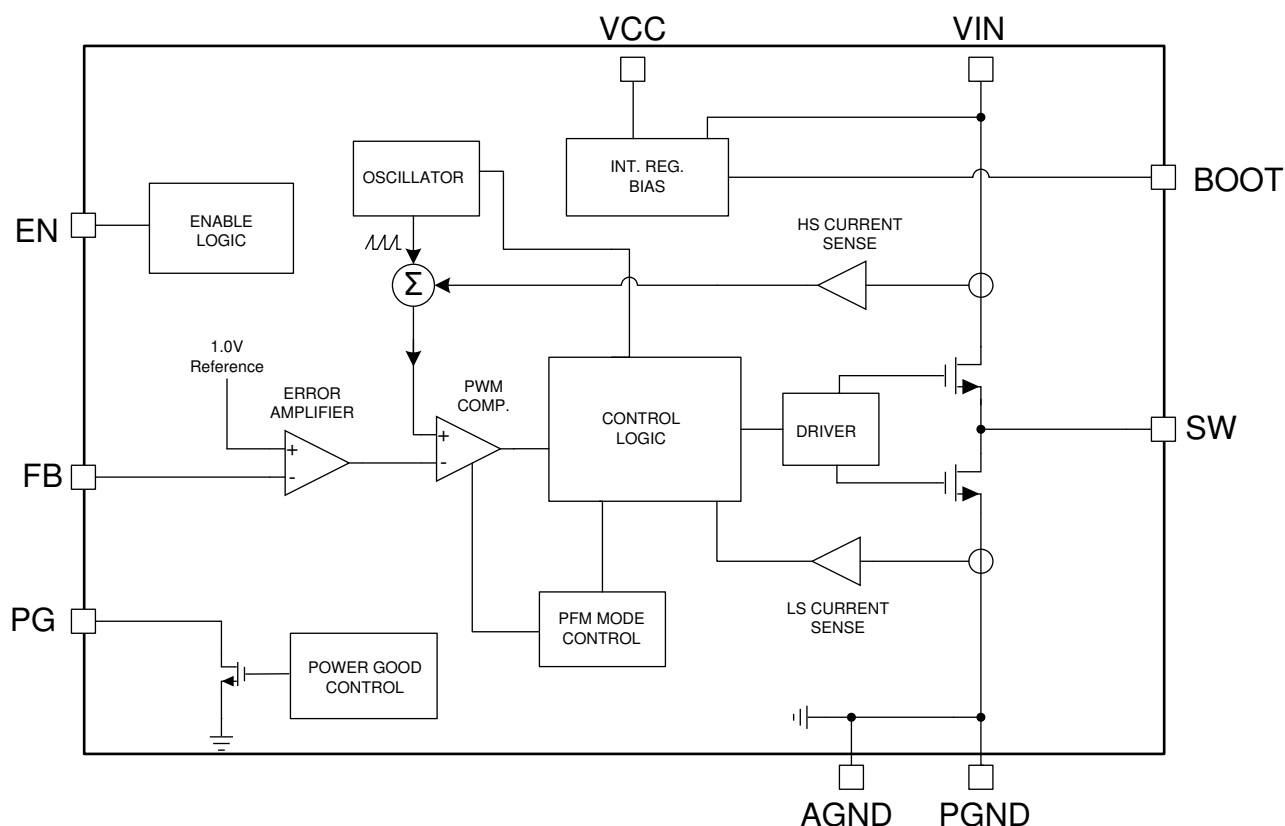 VCC
VIN
OSCILLATOR
INT. REG.
BIAS
BOOT
EN
ENABLE
LOGIC
HS CURRENT
SENSE
Σ
1.0V
Reference
ERROR
AMPLIFIER
PWM
COMP.
+
-
+
-
CONTROL
LOGIC
DRIVER
SW
FB
LS CURRENT
SENSE
PG
PFM MODE
CONTROL
POWER GOOD
CONTROL
AGND
PGND